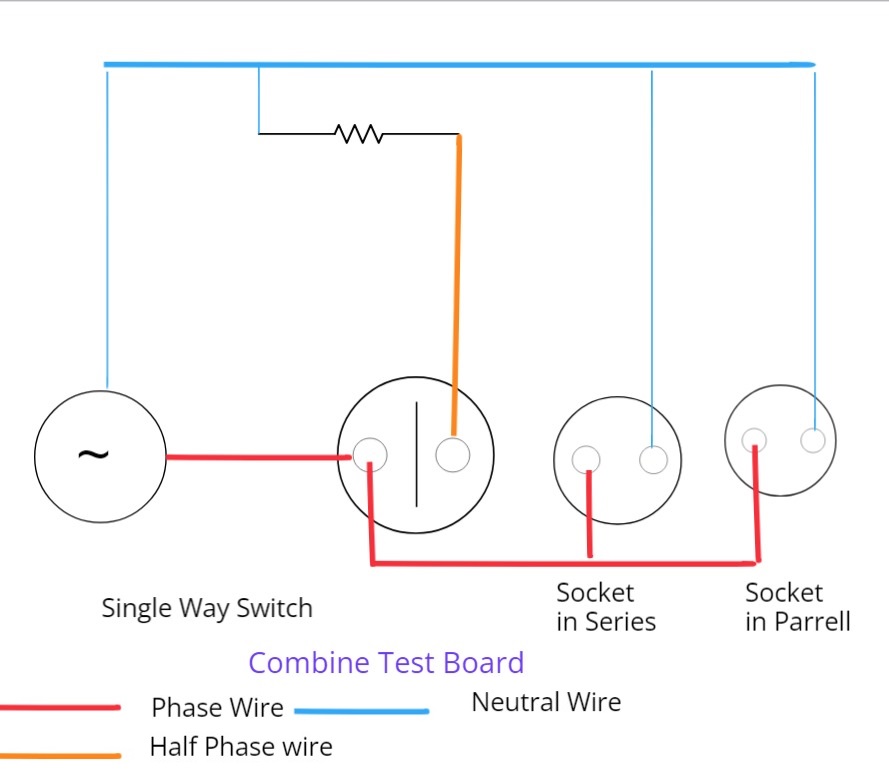 ~
Single Way Switch
Socket
in Series
Socket
in Parrell
Combine Test Board
Phase Wire
Neutral Wire
Half Phase wire